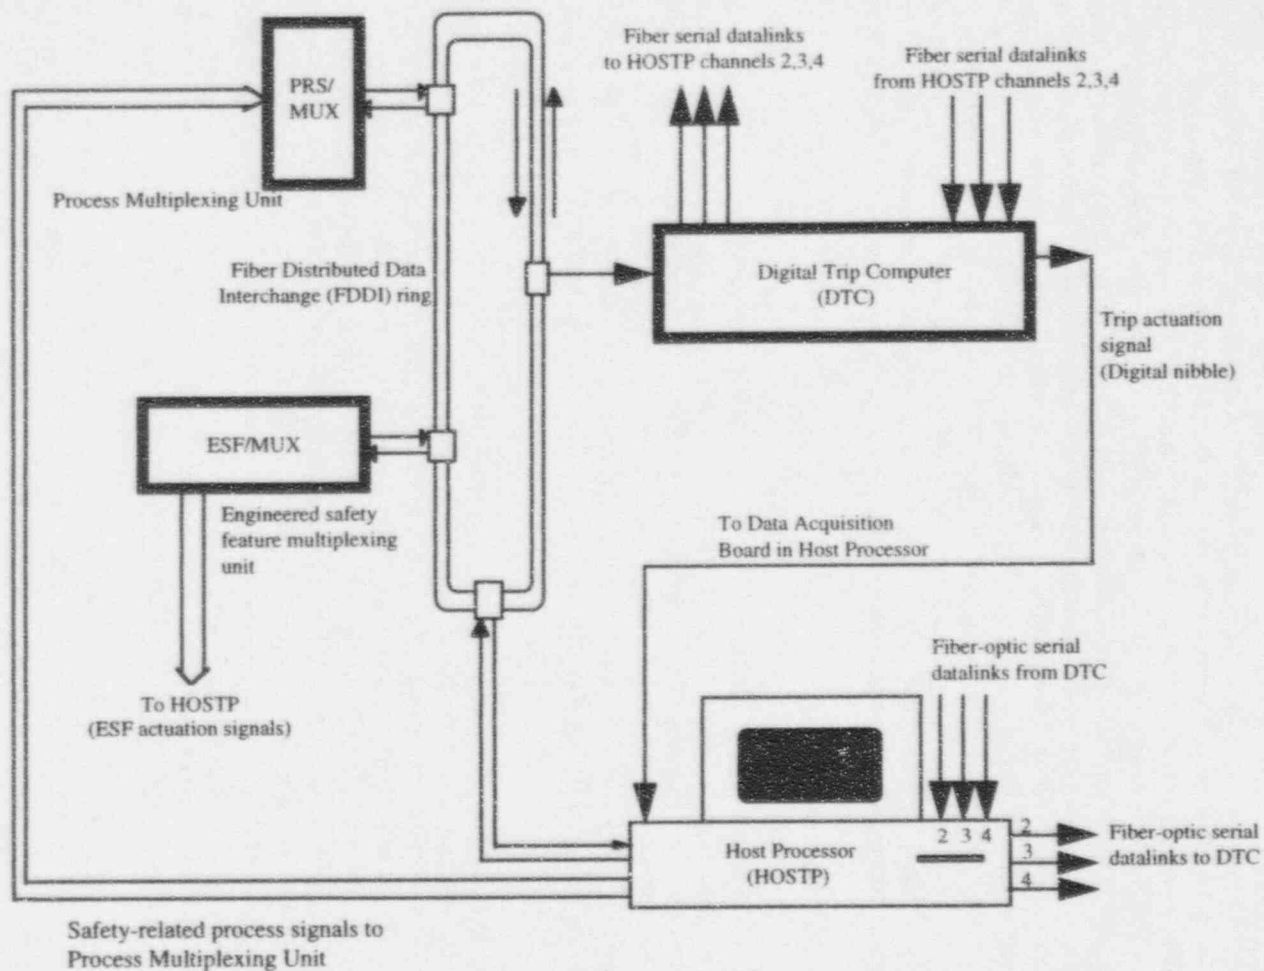 Fiber serial datalinks
to HOSTP channels 2,3,4
Fiber serial datalinks
from HOSTP channels 2,3,4
PRS/
MUX
Process Multiplexing Unit
Fiber Distributed Data
Interchange (FDDI) ring
Digital Trip Computer
(DTC)
Trip actuation
signal
(Digital nibble)
ESF/MUX
Engineered safety
feature multiplexing
unit
To Data Acquisition
Board in Host Processor
To HOSTP
(ESF actuation signals)
Fiber-optic serial
datalinks from DTC
2 3 4
Host Processor
(HOSTP)
2
3
4
Fiber-optic serial
datalinks to DTC
Safety-related process signals to
Process Multiplexing Unit